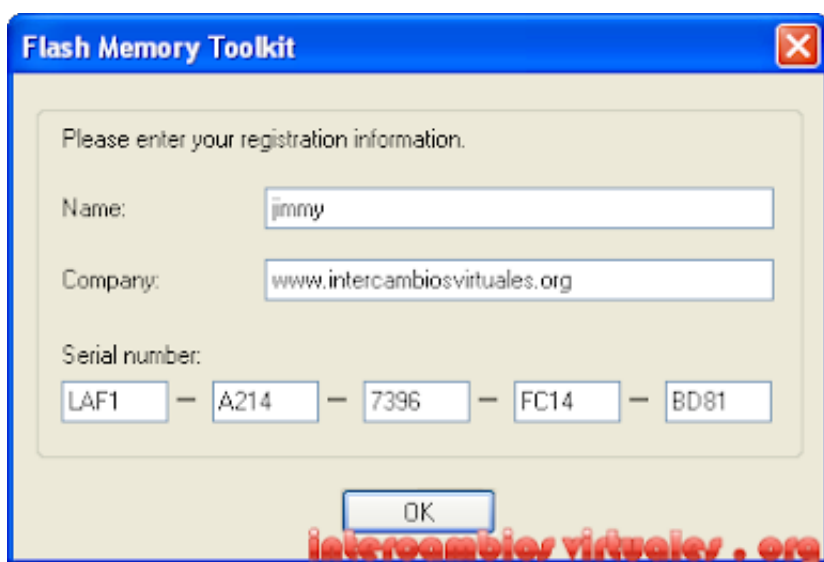 Flash Memory Toolkit
Please enter your registration information.
Name: jimmy
Company: www.intercambiosvirtuales.org
Serial number:
LAF1 – A214 – 7396 – FC14 – BD81
OK
intercambios virtuales . org